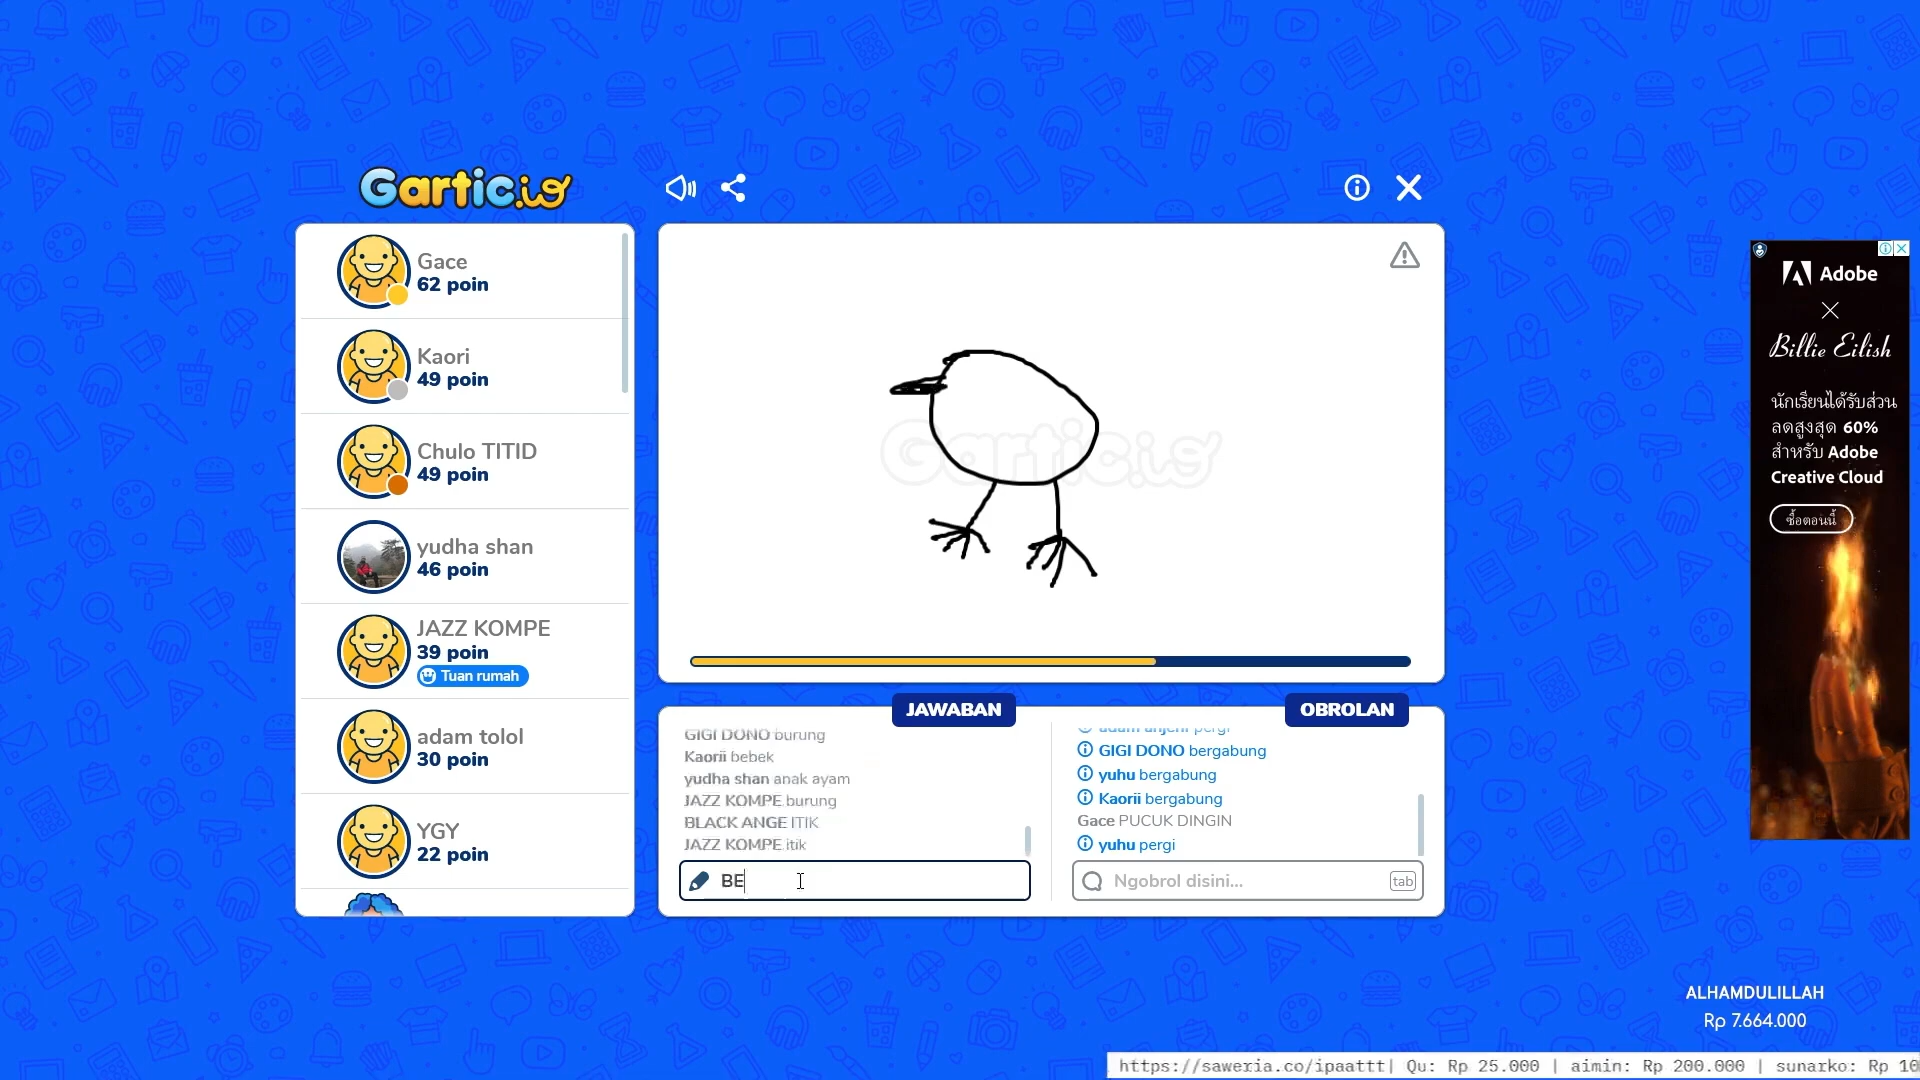 Gartic.io
Gace
62 poin
Kaori
49 poin
Chulo TITID
49 poin
yudha shan
46 poin
JAZZ KOMPE
39 poin
Tuan rumah
adam tolol
30 poin
YGY
22 poin
Gartic.io
JAWABAN
GIGI DONO burung
Kaorii bebek
yudha shan anak ayam
JAZZ KOMPE burung
BLACK ANGE ITIK
JAZZ KOMPE itik
BE
OBROLAN
adam anjeni pergi
GIGI DONO bergabung
yuhu bergabung
Kaorii bergabung
Gace PUCUK DINGIN
yuhu pergi
Ngobrol disini...
tab
Adobe
Billie Eilish
นักเรียนได้รับส่วน
ลดสูงสุด 60%
สำหรับ Adobe
Creative Cloud
ซื้อตอนนี้
ALHAMDULILLAH
Rp 7.664.000
https://saweria.co/ipaattt| Qu: Rp 25.000 | aimin: Rp 200.000 | sunarko: Rp 10